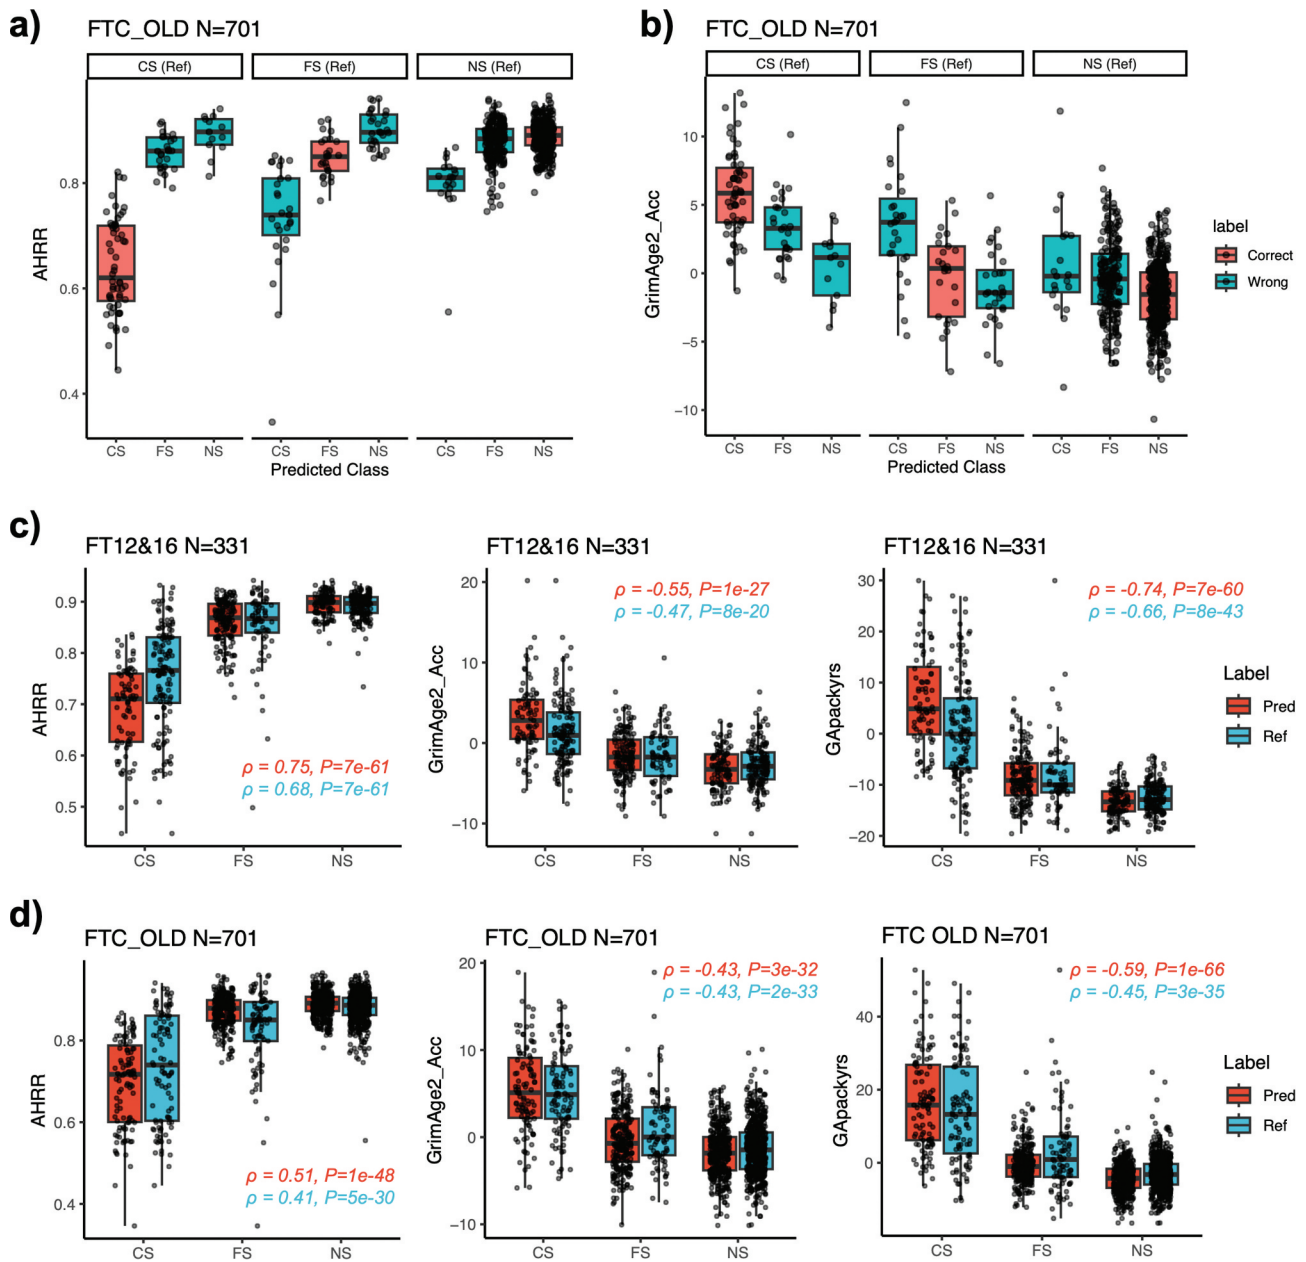 a)
FTC_OLD N=701
CS (Ref) FS (Ref) NS (Ref)
AHRR
0.8
0.6
0.4
CS FS NS CS FS NS CS FS NS
Predicted Class
b)
FTC_OLD N=701
CS (Ref) FS (Ref) NS (Ref)
GrimAge2_Acc
10
5
0
−5
−10
CS FS NS CS FS NS CS FS NS
Predicted Class
label
Correct
Wrong
c)
FT12&16 N=331
AHRR
0.9
0.8
0.7
0.6
0.5
ρ = 0.75, P=7e-61
ρ = 0.68, P=7e-61
CS FS NS
FT12&16 N=331
GrimAge2_Acc
20
10
0
−10
ρ = -0.55, P=1e-27
ρ = -0.47, P=8e-20
CS FS NS
FT12&16 N=331
GApackyrs
30
20
10
0
−10
−20
ρ = -0.74, P=7e-60
ρ = -0.66, P=8e-43
CS FS NS
Label
Pred
Ref
d)
FTC_OLD N=701
AHRR
0.8
0.6
0.4
ρ = 0.51, P=1e-48
ρ = 0.41, P=5e-30
CS FS NS
FTC_OLD N=701
GrimAge2_Acc
20
10
0
−10
ρ = -0.43, P=3e-32
ρ = -0.43, P=2e-33
CS FS NS
FTC OLD N=701
GApackyrs
40
20
0
ρ = -0.59, P=1e-66
ρ = -0.45, P=3e-35
CS FS NS
Label
Pred
Ref